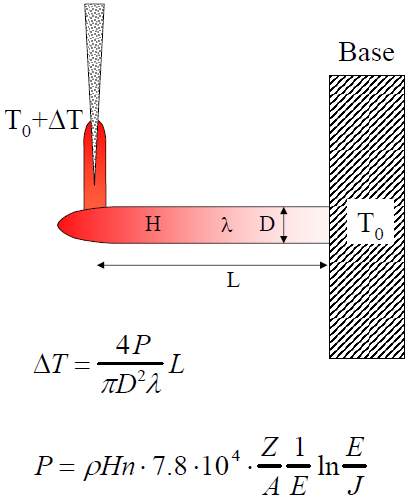 Base
T₀+ΔT
H λ D T₀
L
ΔT = 4P / πD²λ L
P = ρHn · 7.8 · 10⁴ · Z/A 1/E ln E/J